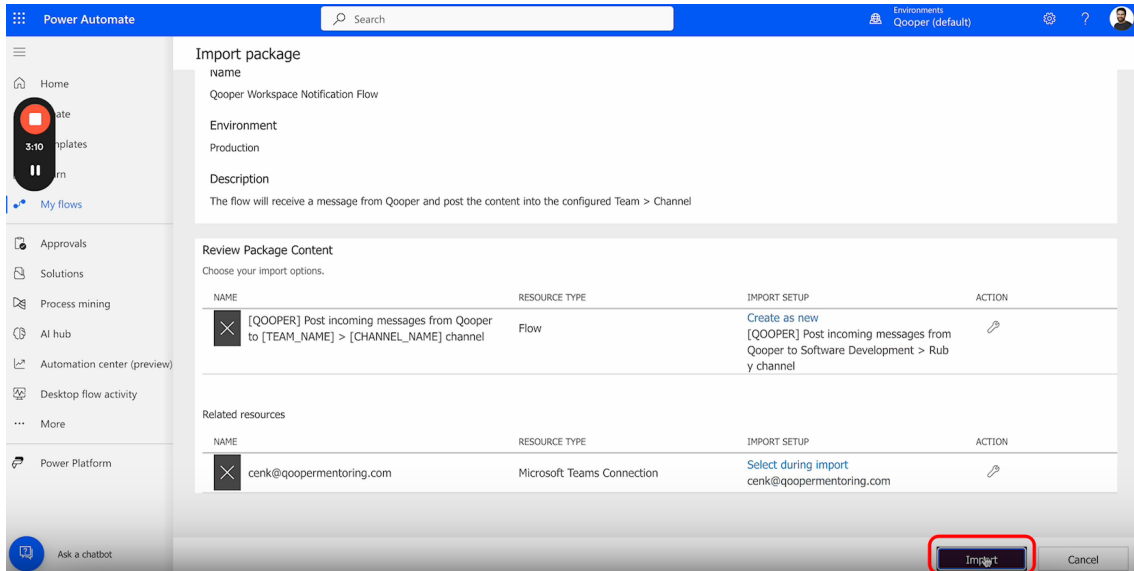 Power Automate
Search
Environments
Qooper (default)
?
Import package
Home
Name
Qooper Workspace Notification Flow
ate
Environment
3:10
mplates
Production
rn
Description
My flows
The flow will receive a message from Qooper and post the content into the configured Team > Channel
Approvals
Review Package Content
Solutions
Choose your import options.
Process mining
NAME RESOURCE TYPE IMPORT SETUP ACTION
AI hub
[QOOPER] Post incoming messages from Qooper
to [TEAM_NAME] > [CHANNEL_NAME] channel
Flow
Create as new
[QOOPER] Post incoming messages from
Qooper to Software Development > Rub
y channel
Automation center (preview)
Desktop flow activity
More
Related resources
NAME RESOURCE TYPE IMPORT SETUP ACTION
Power Platform
cenk@qoopermentoring.com
Microsoft Teams Connection
Select during import
cenk@qoopermentoring.com
Ask a chatbot
Import
Cancel